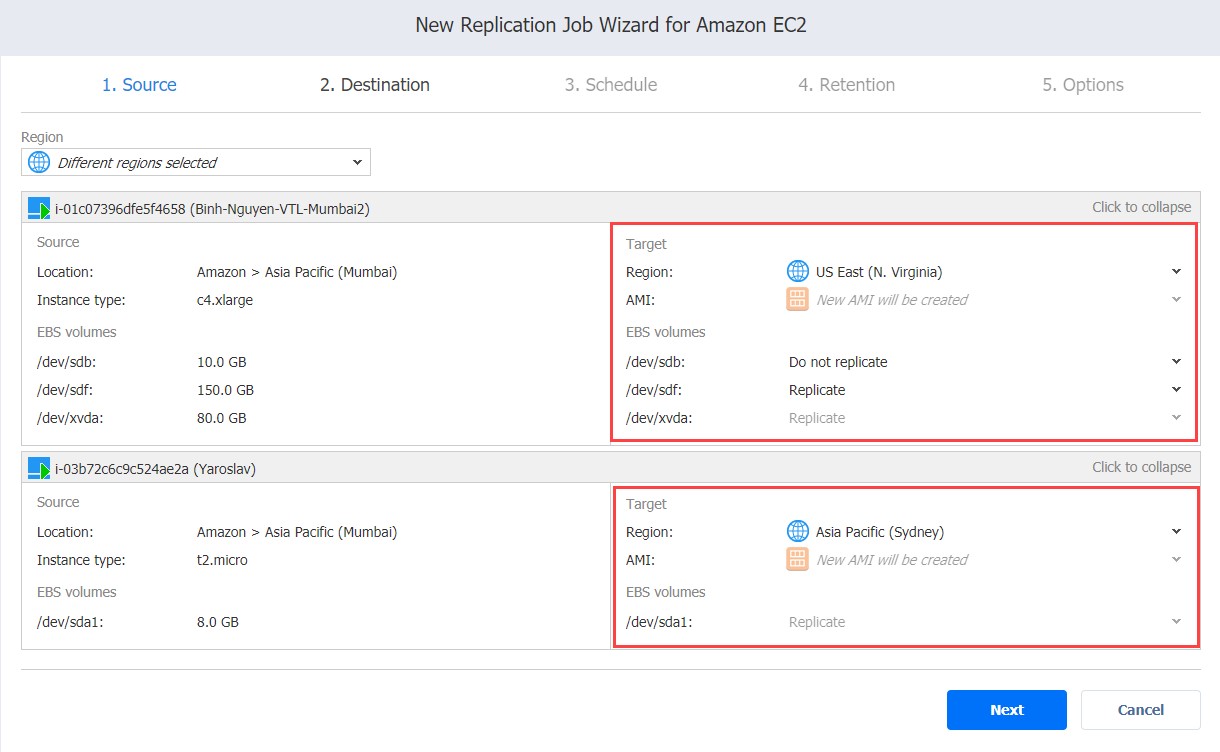 New Replication Job Wizard for Amazon EC2
1. Source 2. Destination 3. Schedule 4. Retention 5. Options
Region
Different regions selected
i-01c07396dfe5f4658 (Binh-Nguyen-VTL-Mumbai2) Click to collapse
Source Target
Location: Amazon > Asia Pacific (Mumbai) Region: US East (N. Virginia)
Instance type: c4.xlarge AMI: New AMI will be created
EBS volumes EBS volumes
/dev/sdb: 10.0 GB /dev/sdb: Do not replicate
/dev/sdf: 150.0 GB /dev/sdf: Replicate
/dev/xvda: 80.0 GB /dev/xvda: Replicate
i-03b72c6c9c524ae2a (Yaroslav) Click to collapse
Source Target
Location: Amazon > Asia Pacific (Mumbai) Region: Asia Pacific (Sydney)
Instance type: t2.micro AMI: New AMI will be created
EBS volumes EBS volumes
/dev/sda1: 8.0 GB /dev/sda1: Replicate
Next Cancel